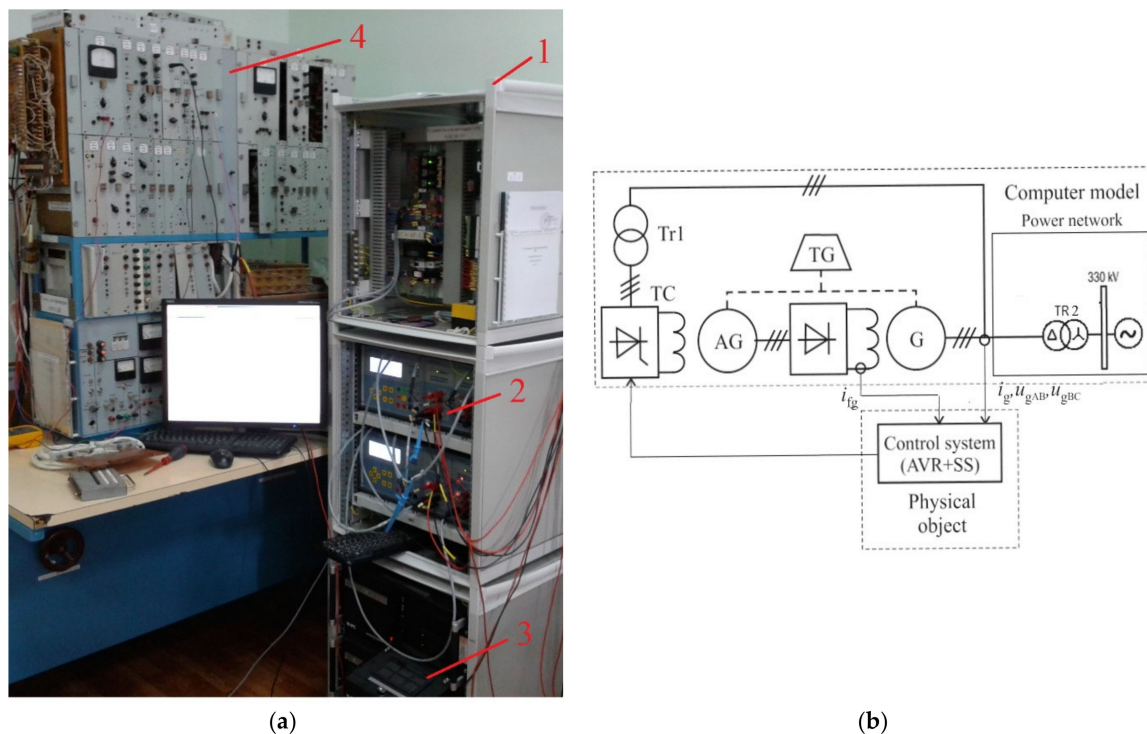 4
1
2
3
(a)
Computer model
Power network
Tr1
TG
330 kV
TC
TR 2
AG
G
Δ
~
i_fg
i_g, u_gAB, u_gBC
Control system
(AVR+SS)
Physical
object
(b)